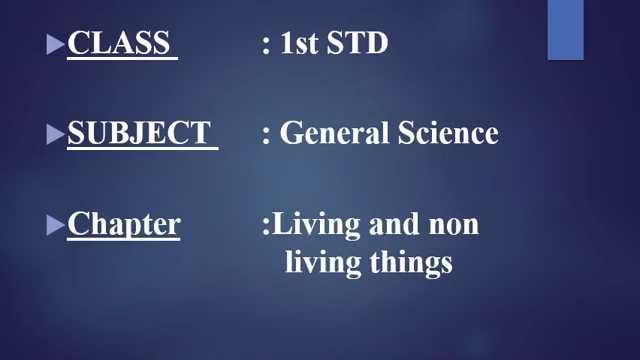 CLASS : 1st STD
SUBJECT : General Science
Chapter :Living and non
living things